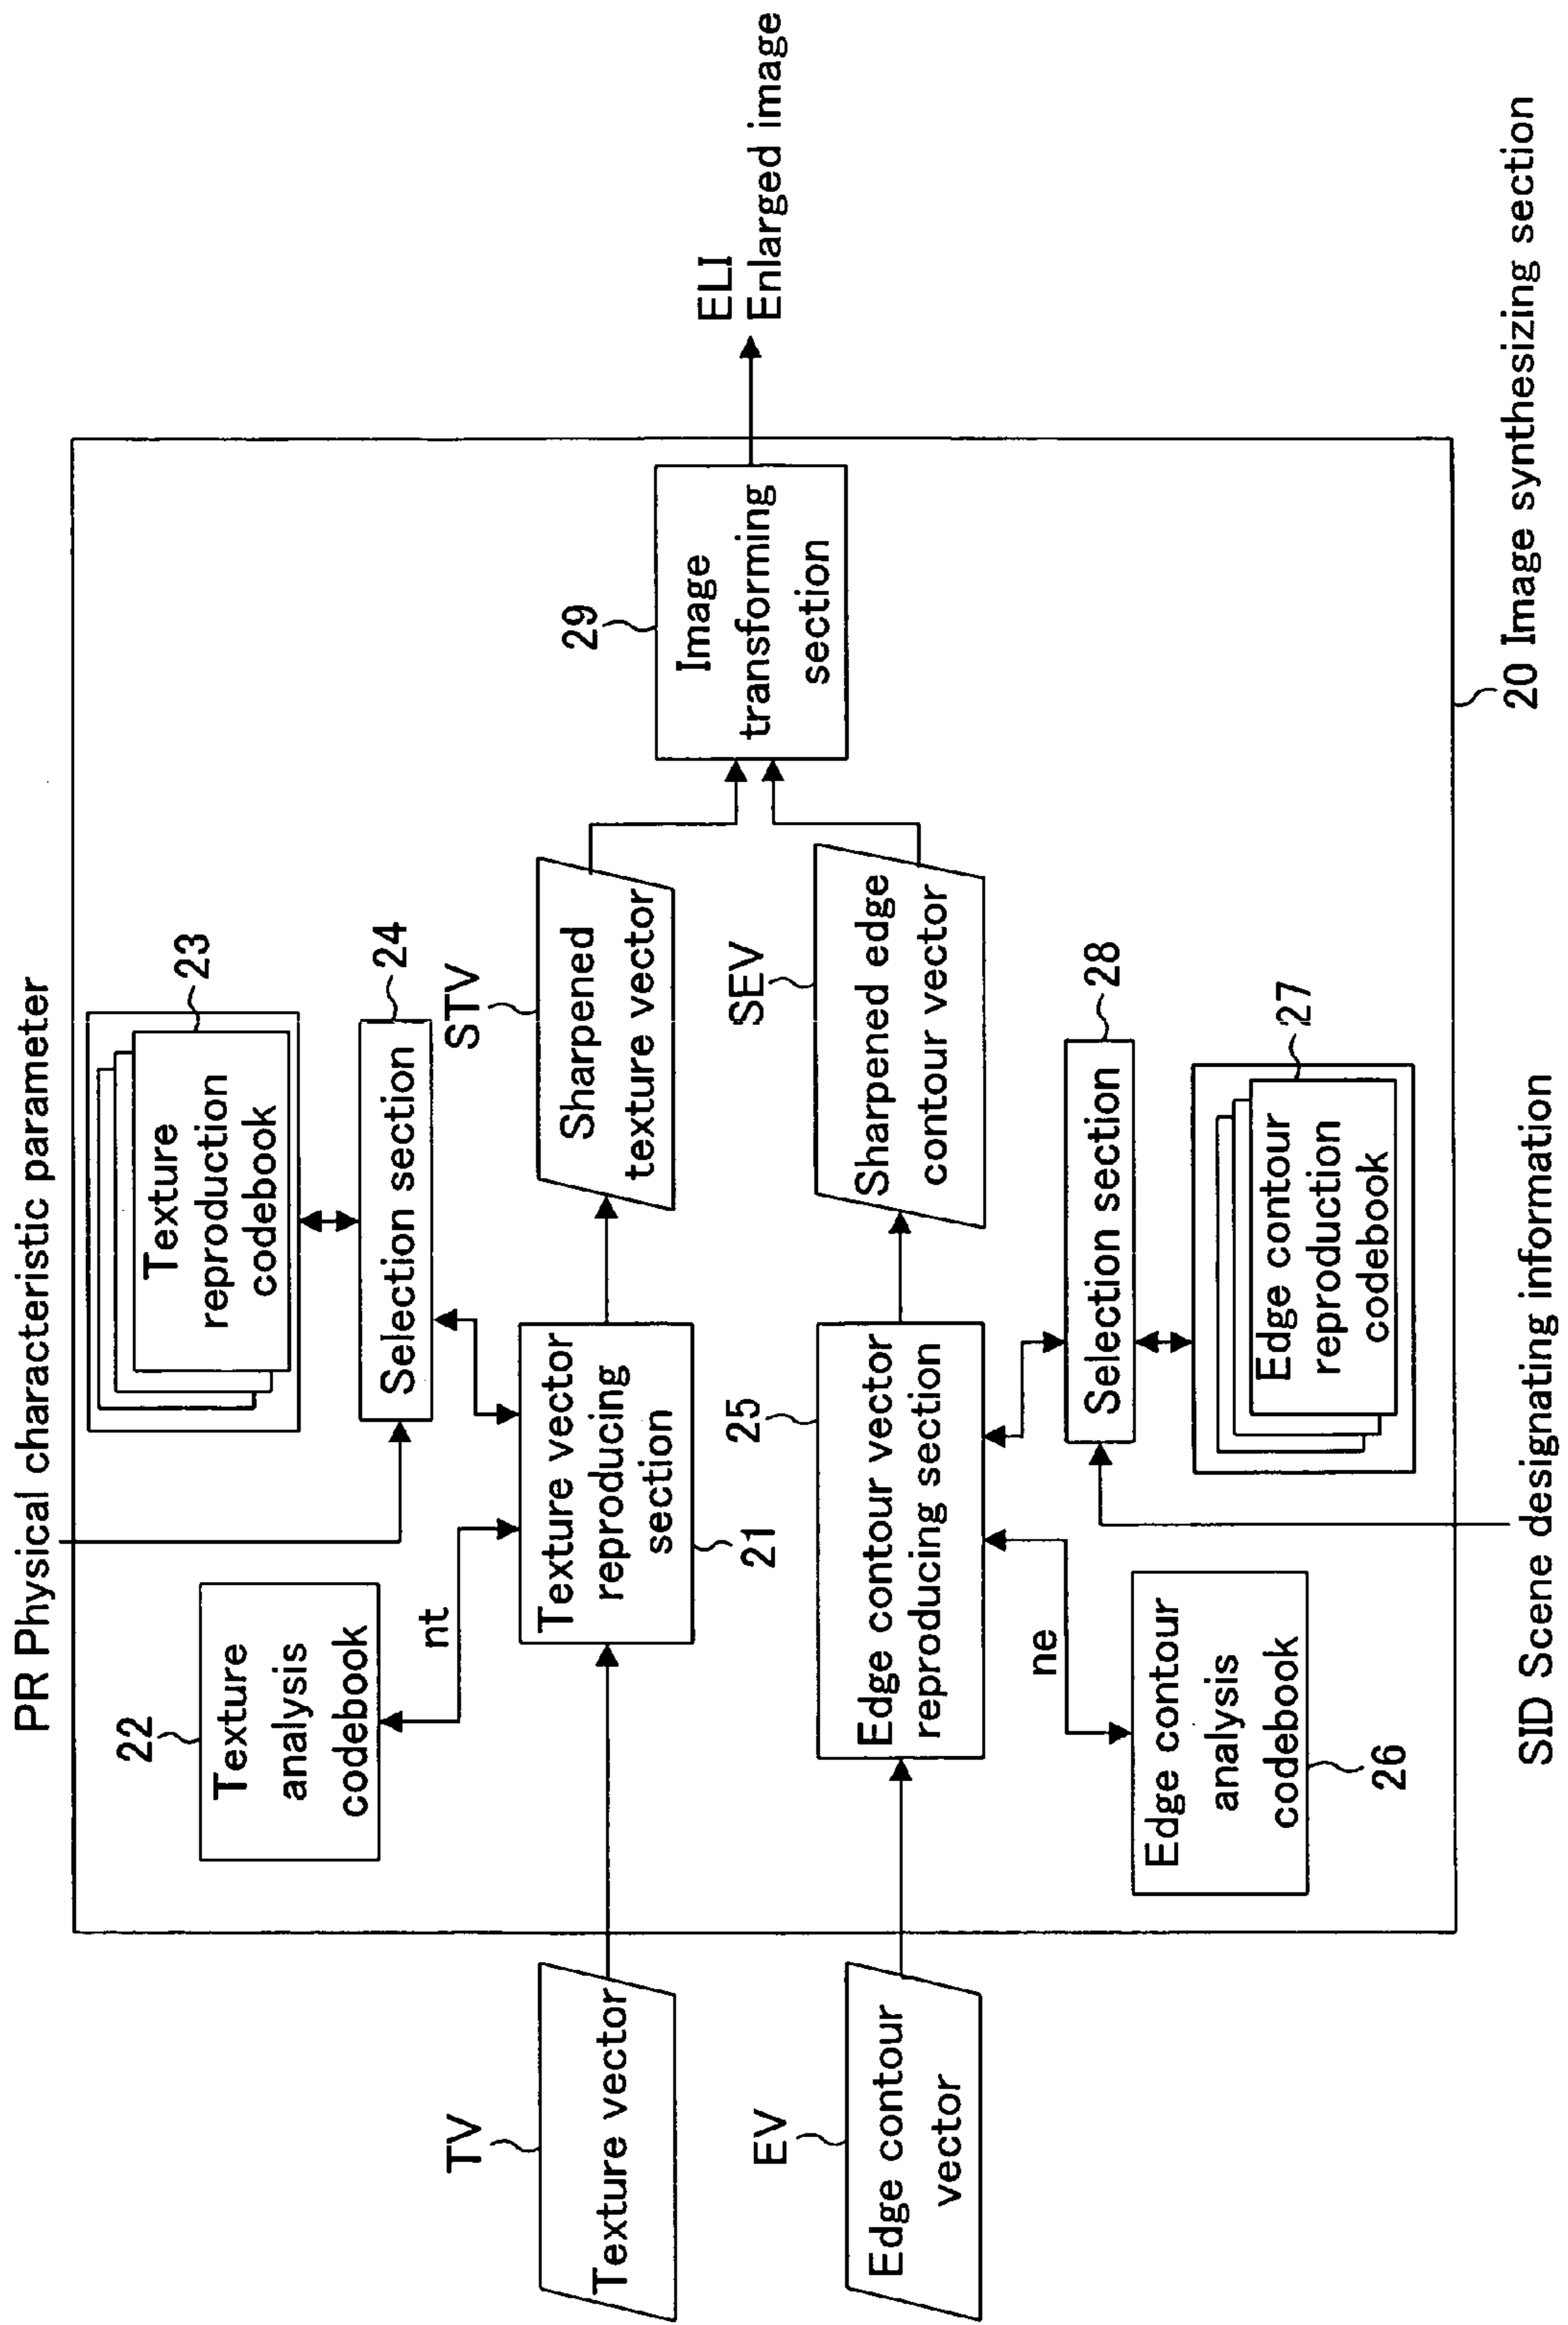 PR Physical characteristic parameter
22
Texture
analysis
codebook
nt
Texture
reproduction
codebook
23
Selection section
24
TV
Texture vector
Texture vector
reproducing
section
21
STV
Sharpened
texture vector
29
Image
transforming
section
ELI
Enlarged image
EV
Edge contour
vector
25
Edge contour vector
reproducing section
SEV
Sharpened edge
contour vector
ne
Edge contour
analysis
codebook
26
Selection section
28
Edge contour
reproduction
codebook
27
SID Scene designating information
20 Image synthesizing section